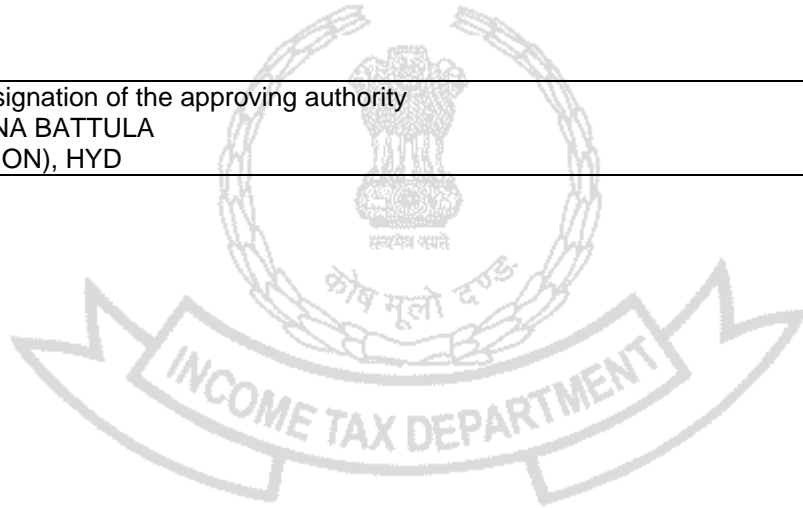 signation of the approving authority
NA BATTULA
ON), HYD
सत्यमेव जयते
कोष मूलो दण्ड:
INCOME TAX DEPARTMENT